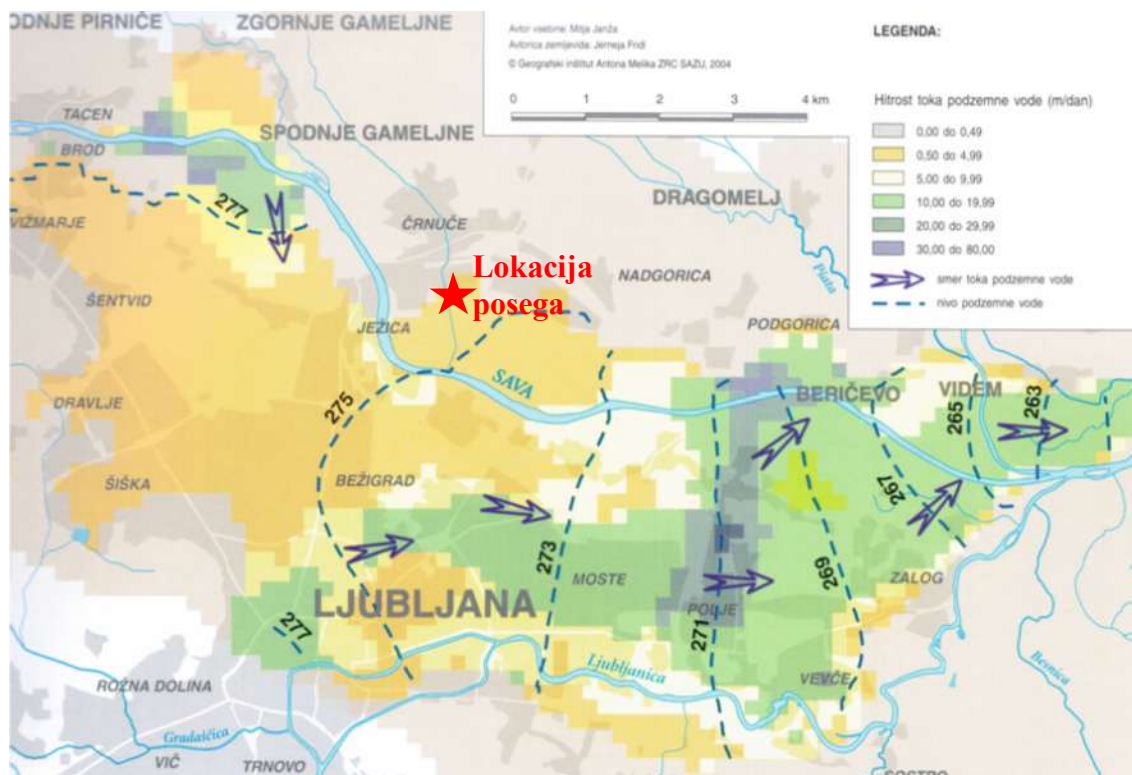 ODNJE PIRNIČE
ZGORNJE GAMELJNE
Avtor vsebine: Mitja Janža
Avtorica zemljevida: Jerneja Fridl
© Geografski inštitut Antona Melika ZRC SAZU, 2004
0 1 2 3 4 km
LEGENDA:
Hitrost toka podzemne vode (m/dan)
0,00 do 0,49
0,50 do 4,99
5,00 do 9,99
10,00 do 19,99
20,00 do 29,99
30,00 do 80,00
smer toka podzemne vode
nivo podzemne vode
TACEN
SPODNJE GAMELJNE
BROD
277
VIŽMARJE
ČRNUČE
DRAGOMELJ
Pšata
Lokacija
posega
NADGORICA
ŠENTVID
JEŽICA
PODGORICA
SAVA
BERIČEVO
VIDEM
DRAVLJE
275
265
263
ŠIŠKA
BEŽIGRAD
267
273
MOSTE
269
ZALOG
LJUBLJANA
POLJE
277
271
Ljubljanica
VEVČE
Besnica
ROŽNA DOLINA
Gradaščica
VIČ
TRNOVO
SOSTRO